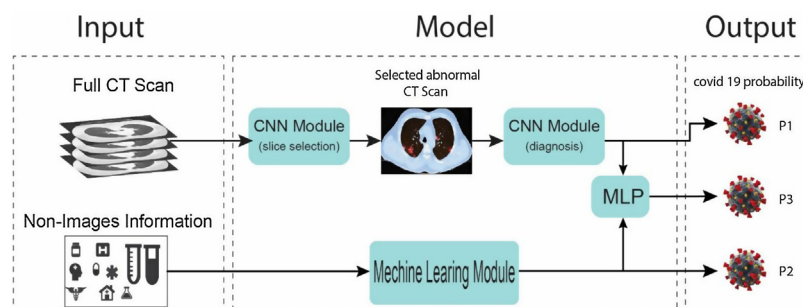 Input
Model
Output
Full CT Scan
Selected abnormal
CT Scan
covid 19 probability
CNN Module
(slice selection)
CNN Module
(diagnosis)
P1
MLP
P3
Non-Images Information
H
Mechine Learing Module
P2